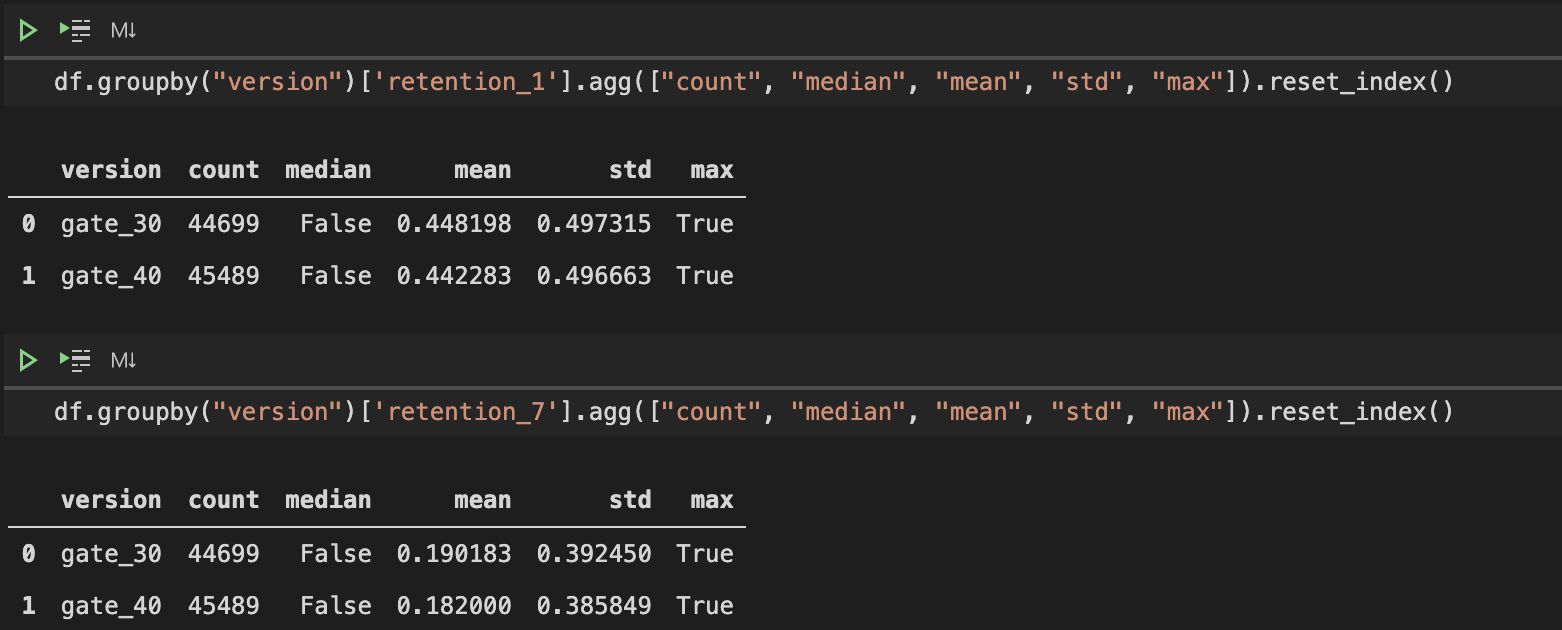 M↓
df.groupby("version")['retention_1'].agg(["count", "median", "mean", "std", "max"]).reset_index()
version count median mean std max
0 gate_30 44699 False 0.448198 0.497315 True
1 gate_40 45489 False 0.442283 0.496663 True
M↓
df.groupby("version")['retention_7'].agg(["count", "median", "mean", "std", "max"]).reset_index()
version count median mean std max
0 gate_30 44699 False 0.190183 0.392450 True
1 gate_40 45489 False 0.182000 0.385849 True